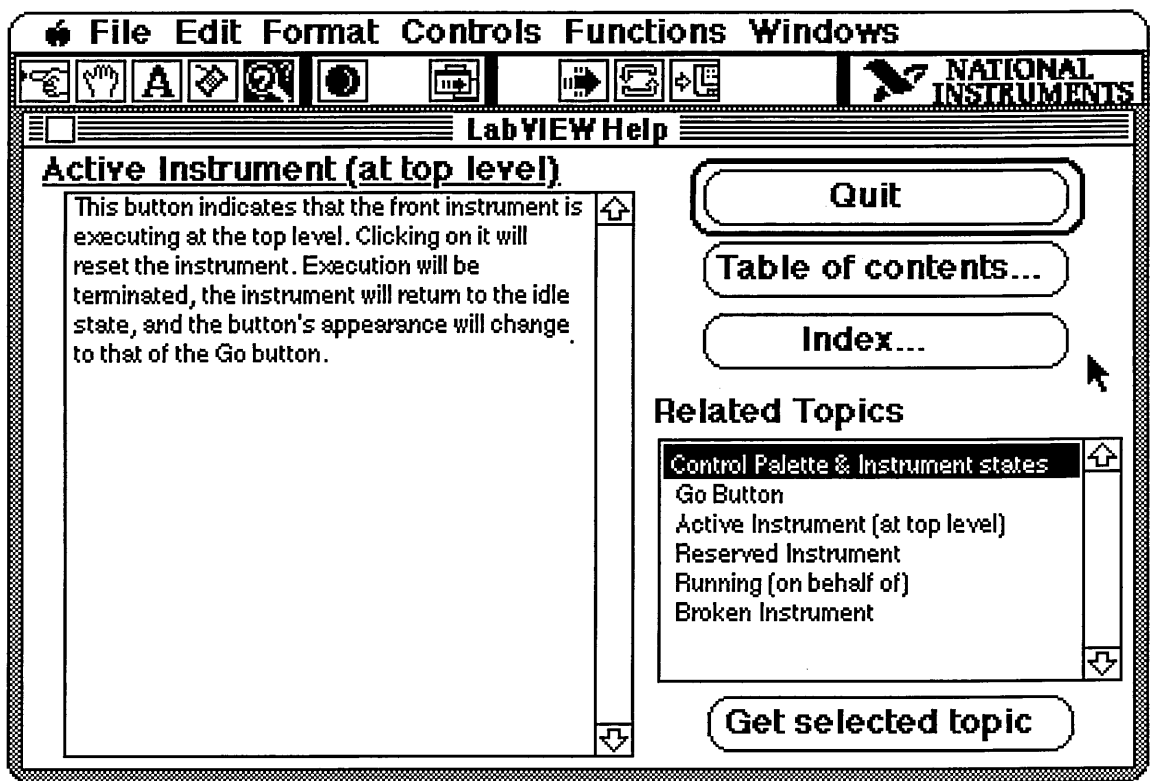 File Edit Format Controls Functions Windows
A
NATIONAL
INSTRUMENTS
LabVIEW Help
Active Instrument (at top level)
This button indicates that the front instrument is
executing at the top level. Clicking on it will
reset the instrument. Execution will be
terminated, the instrument will return to the idle
state, and the button's appearance will change
to that of the Go button.
Quit
Table of contents...
Index...
Related Topics
Control Palette & Instrument states
Go Button
Active Instrument (at top level)
Reserved Instrument
Running (on behalf of)
Broken Instrument
Get selected topic